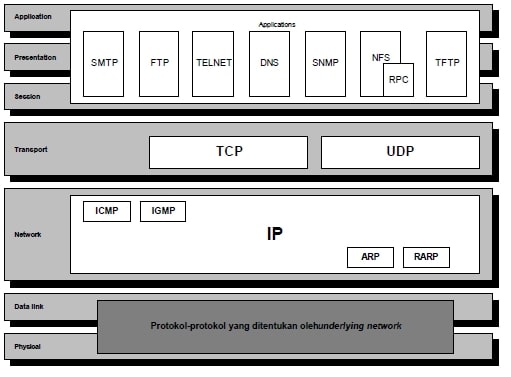 Application
Applications
SMTP
FTP
TELNET
DNS
SNMP
NFS
RPC
TFTP
Presentation
Session
Transport
TCP
UDP
Network
ICMP
IGMP
IP
ARP
RARP
Data link
Protokol-protokol yang ditentukan olehunderlying network
Physical